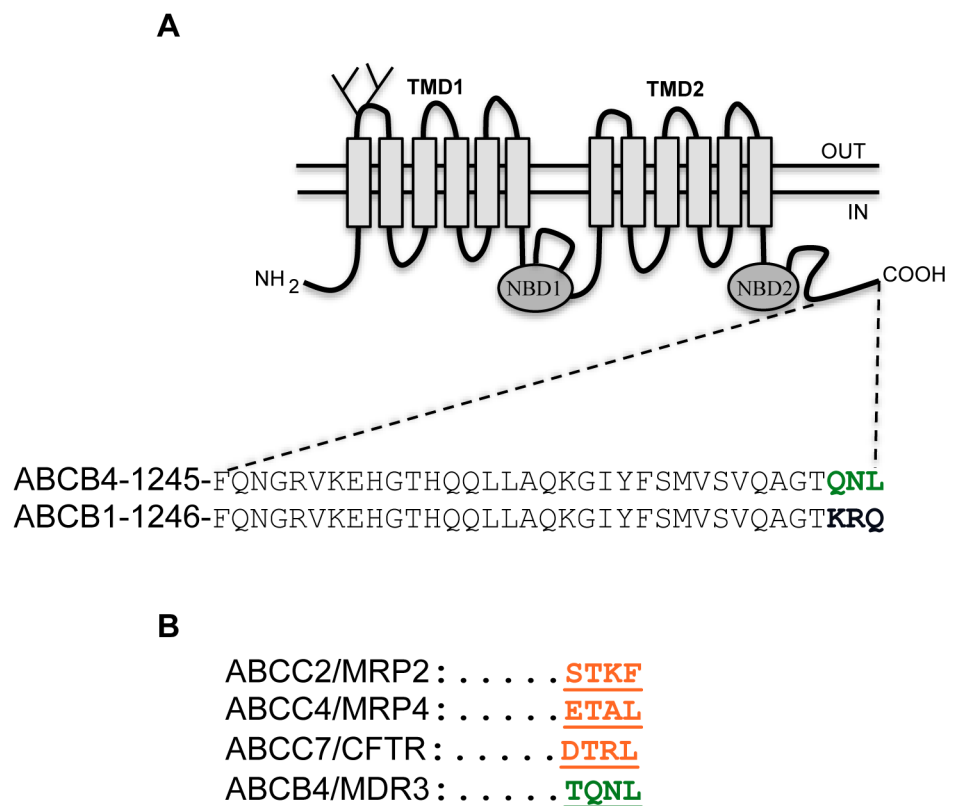 A
TMD1 TMD2
OUT
IN
NH2 NBD1 NBD2 COOH
ABCB4-1245-FQNGRVKEHGTHQQLLAQKGIYFSMVSVQAGTQNL
ABCB1-1246-FQNGRVKEHGTHQQLLAQKGIYFSMVSVQAGTKRQ
B
ABCC2/MRP2:.....STKF
ABCC4/MRP4:.....ETAL
ABCC7/CFTR:.....DTRL
ABCB4/MDR3:.....TQNL